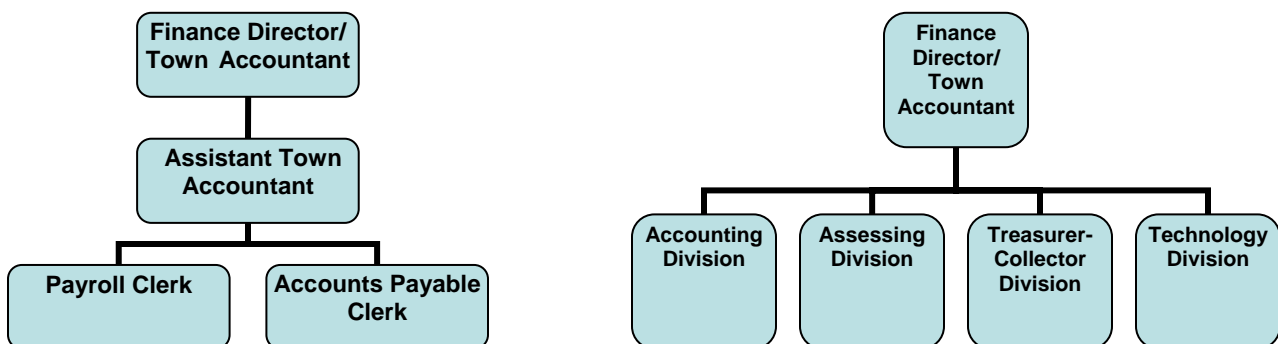 Finance Director/
Town Accountant
Assistant Town
Accountant
Payroll Clerk
Accounts Payable
Clerk
Finance
Director/
Town
Accountant
Accounting
Division
Assessing
Division
Treasurer-
Collector
Division
Technology
Division